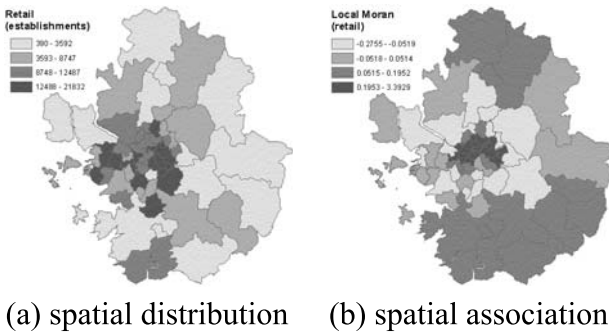 Retail
(establishments)
390 - 3592
3593 - 8747
8748 - 12487
12488 - 21832
Local Moran
(retail)
-0.2755 - -0.0519
-0.0518 - 0.0514
0.0515 - 0.1952
0.1953 - 3.3929
(a) spatial distribution
(b) spatial association